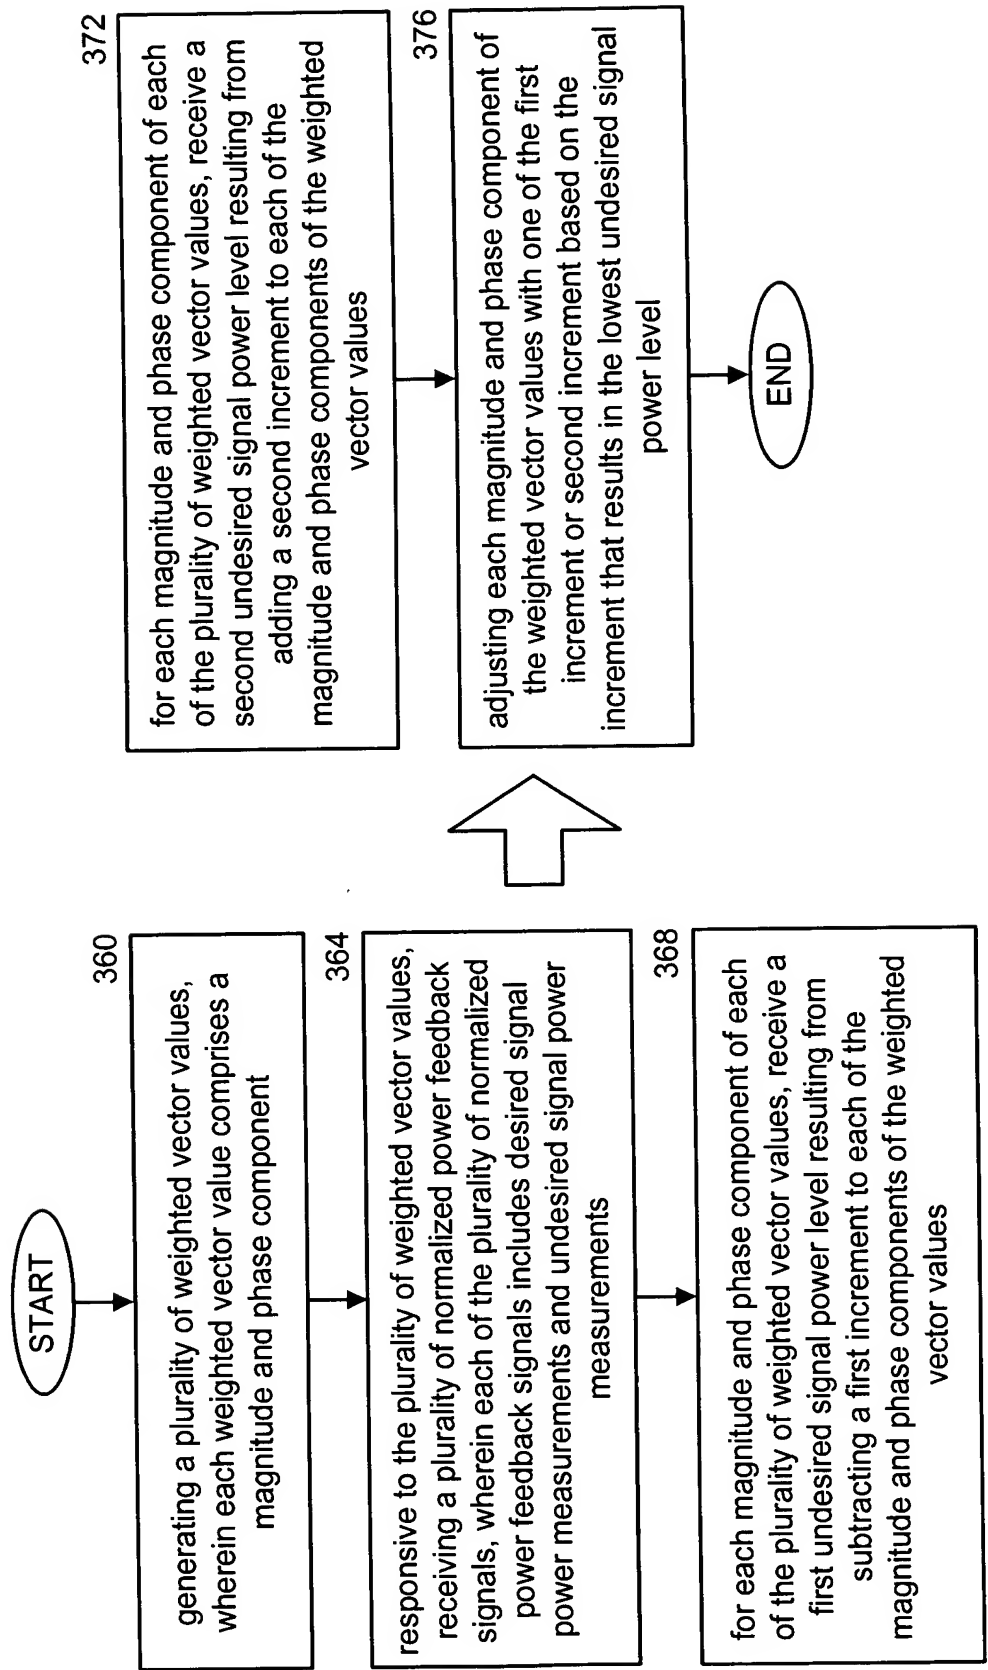 START
360
generating a plurality of weighted vector values,
wherein each weighted vector value comprises a
magnitude and phase component
364
responsive to the plurality of weighted vector values,
receiving a plurality of normalized power feedback
signals, wherein each of the plurality of normalized
power feedback signals includes desired signal
power measurements and undesired signal power
measurements
368
for each magnitude and phase component of each
of the plurality of weighted vector values, receive a
first undesired signal power level resulting from
subtracting a first increment to each of the
magnitude and phase components of the weighted
vector values
372
for each magnitude and phase component of each
of the plurality of weighted vector values, receive a
second undesired signal power level resulting from
adding a second increment to each of the
magnitude and phase components of the weighted
vector values
376
adjusting each magnitude and phase component of
the weighted vector values with one of the first
increment or second increment based on the
increment that results in the lowest undesired signal
power level
END